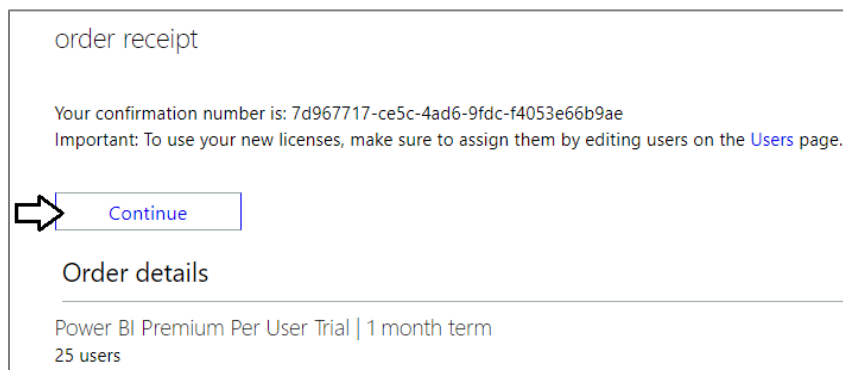 order receipt
Your confirmation number is: 7d967717-ce5c-4ad6-9fdc-f4053e66b9ae
Important: To use your new licenses, make sure to assign them by editing users on the Users page.
Continue
Order details
Power BI Premium Per User Trial | 1 month term
25 users